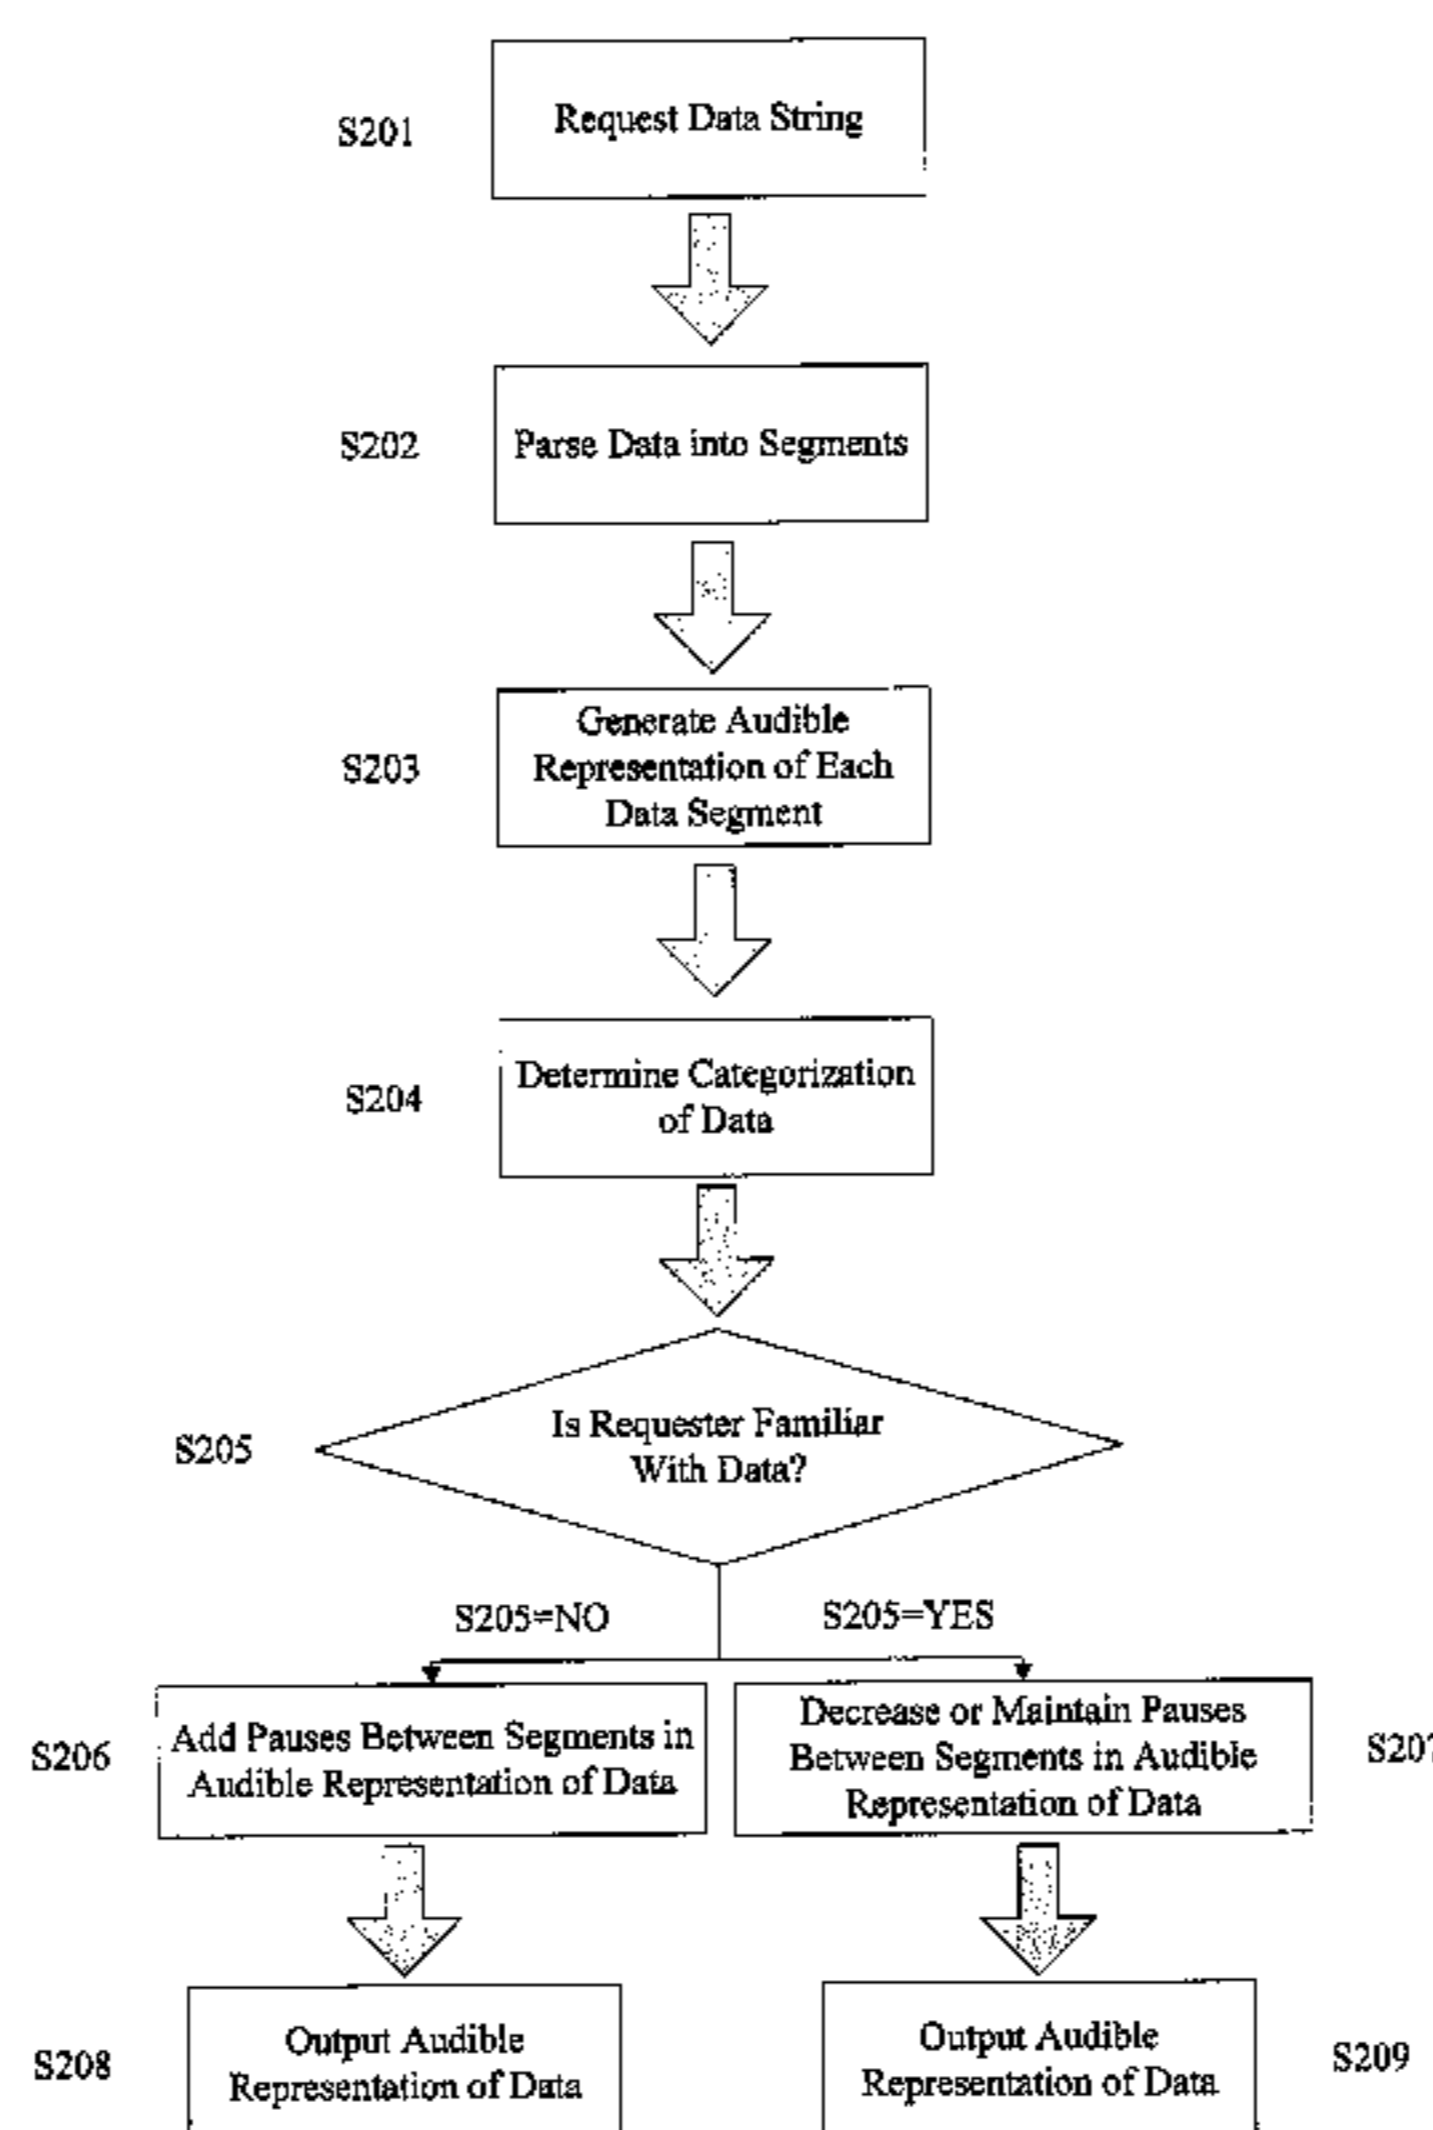 S201
Request Data String
S202
Parse Data into Segments
S203
Generate Audible
Representation of Each
Data Segment
S204
Determine Categorization
of Data
S205
Is Requester Familiar
With Data?
S205=NO
S205=YES
S206
Add Pauses Between Segments in
Audible Representation of Data
Decrease or Maintain Pauses
Between Segments in Audible
Representation of Data
S208
Output Audible
Representation of Data
Output Audible
Representation of Data
S209